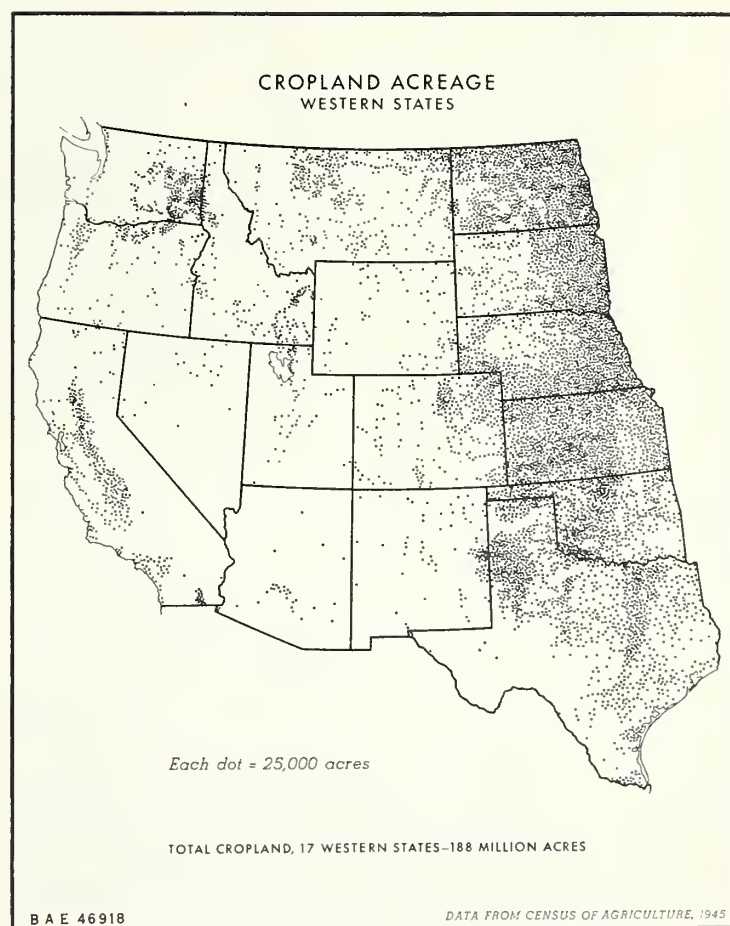 CROPLAND ACREAGE
WESTERN STATES
Each dot = 25,000 acres
TOTAL CROPLAND, 17 WESTERN STATES–188 MILLION ACRES
BAE 46918
DATA FROM CENSUS OF AGRICULTURE, 1945